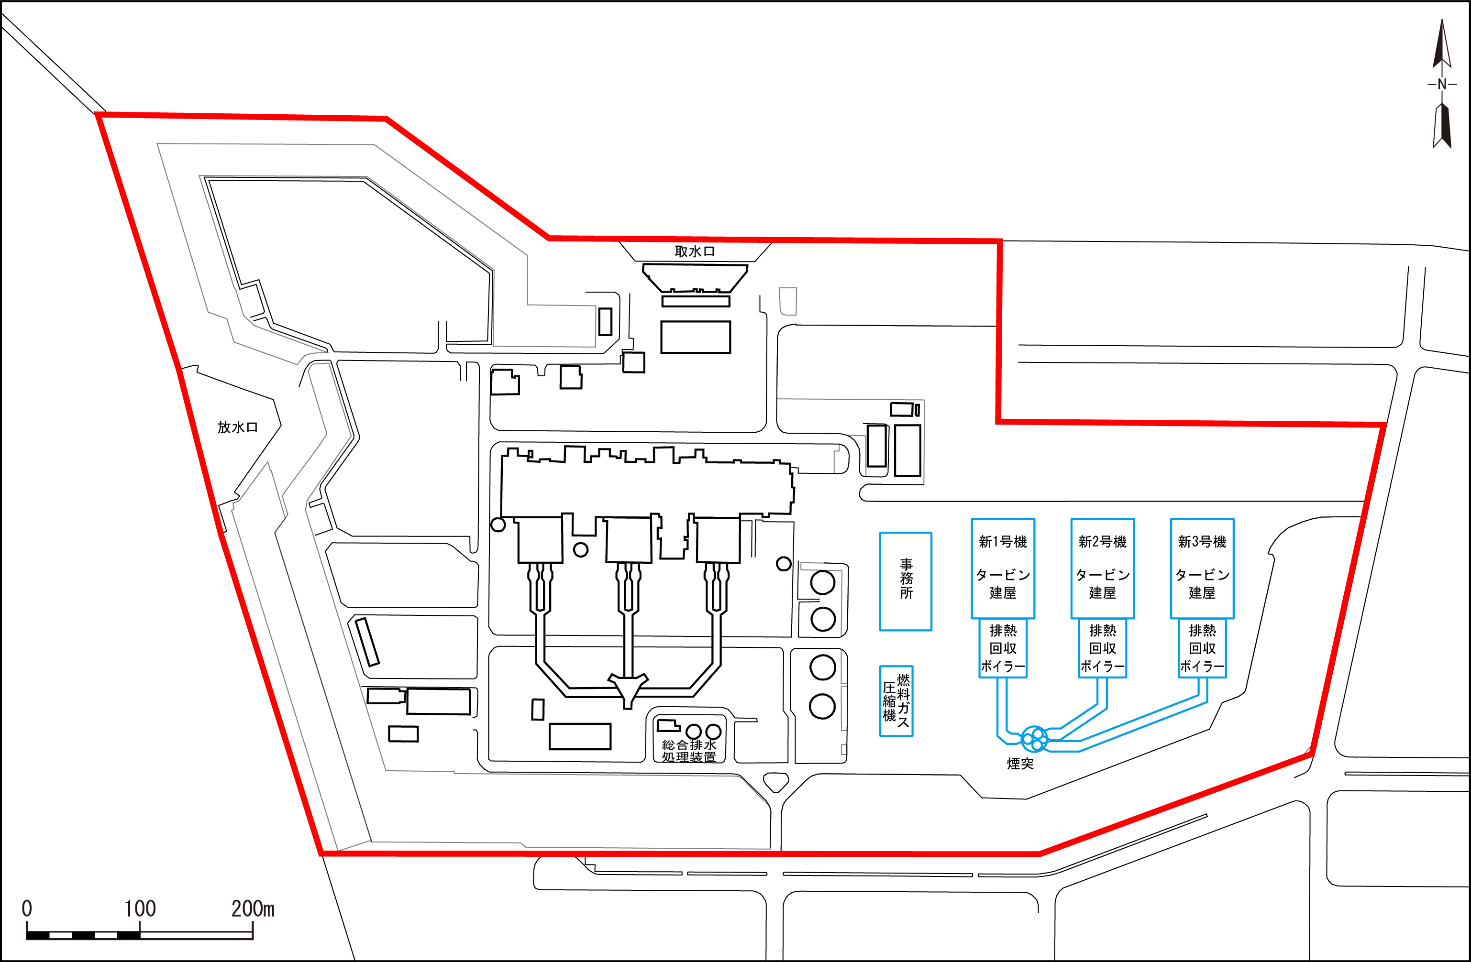 N
取水口
放水口
事務所
新1号機
タービン
建屋
排熱
回収
ボイラー
新2号機
タービン
建屋
排熱
回収
ボイラー
新3号機
タービン
建屋
排熱
回収
ボイラー
燃料ガス
圧縮機
煙突
総合排水
処理装置
0 100 200m